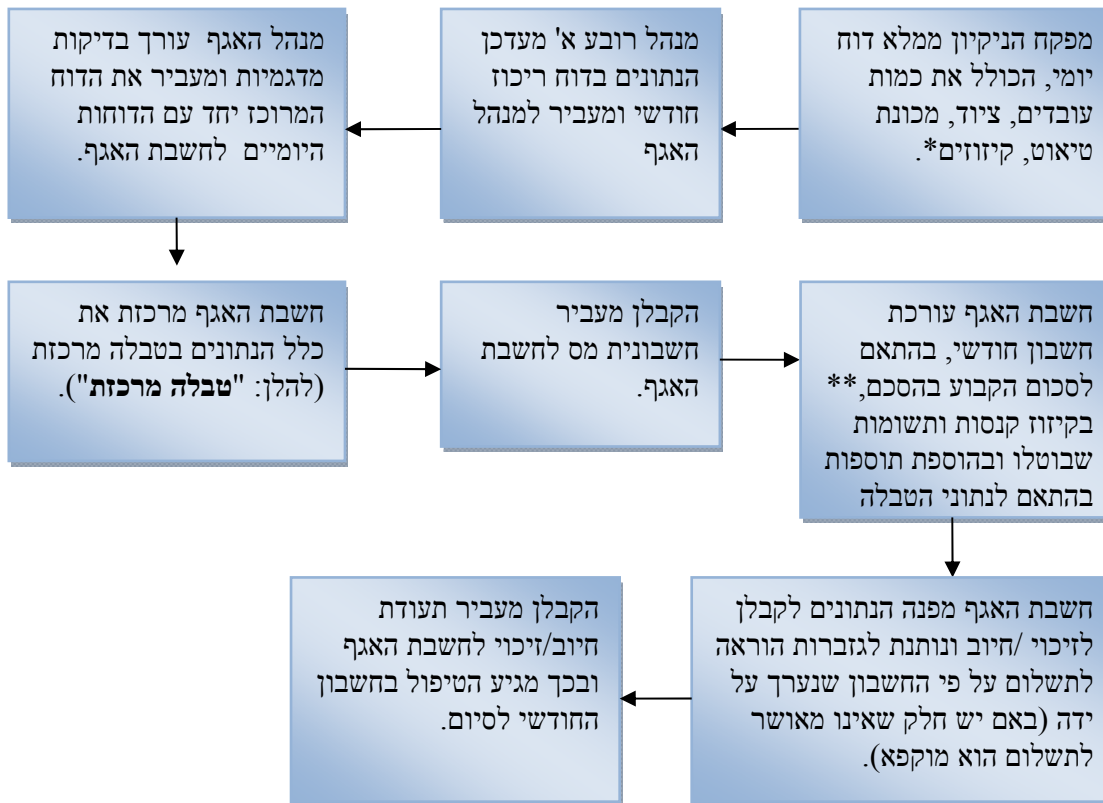 מפקח הניקיון ממלא דוח
יומי, הכולל את כמות
עובדים, ציוד, מכונת
טיאוט, קיזוזים*.
מנהל רובע א' מעדכן
הנתונים בדוח ריכוז
חודשי ומעביר למנהל
האגף
מנהל האגף עורך בדיקות
מדגמיות ומעביר את הדוח
המרוכז יחד עם הדוחות
היומיים לחשבת האגף.
חשבת האגף מרכזת את
כלל הנתונים בטבלה מרכזת
(להלן: "טבלה מרכזת").
הקבלן מעביר
חשבונית מס לחשבת
האגף.
חשבת האגף עורכת
חשבון חודשי, בהתאם
לסכום הקבוע בהסכם,**
בקיזוז קנסות ותשומות
שבוטלו ובהוספת תוספות
בהתאם לנתוני הטבלה
חשבת האגף מפנה הנתונים לקבלן
לזיכוי /חיוב ונותנת לגזברות הוראה
לתשלום על פי החשבון שנערך על
ידה (באם יש חלק שאינו מאושר
לתשלום הוא מוקפא).
הקבלן מעביר תעודת
חיוב/זיכוי לחשבת האגף
ובכך מגיע הטיפול בחשבון
החודשי לסיום.